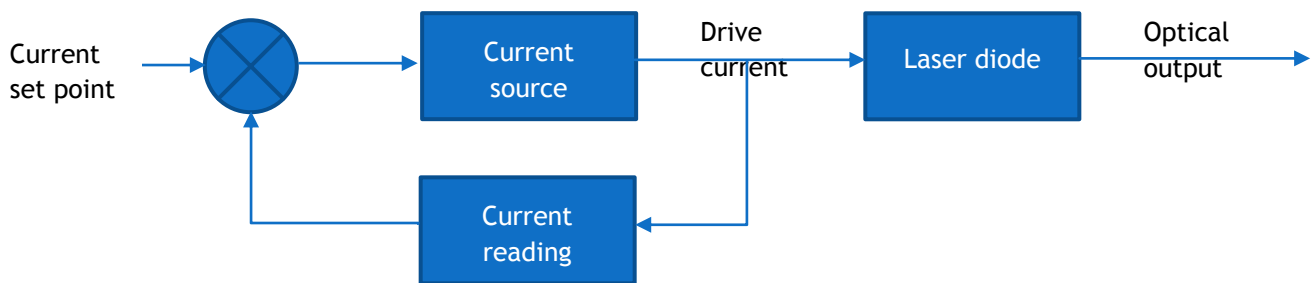 Current
set point
Current
source
Drive
current
Laser diode
Optical
output
Current
reading